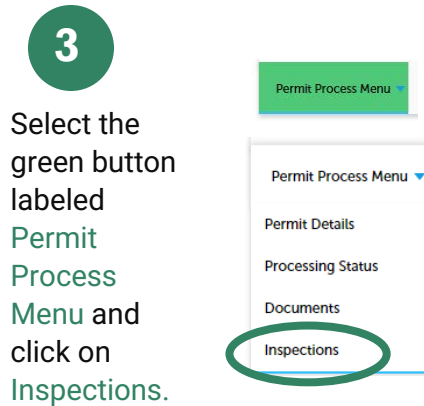 3
Select the
green button
labeled
Permit
Process
Menu and
click on
Inspections.
Permit Process Menu
Permit Process Menu
Permit Details
Processing Status
Documents
Inspections